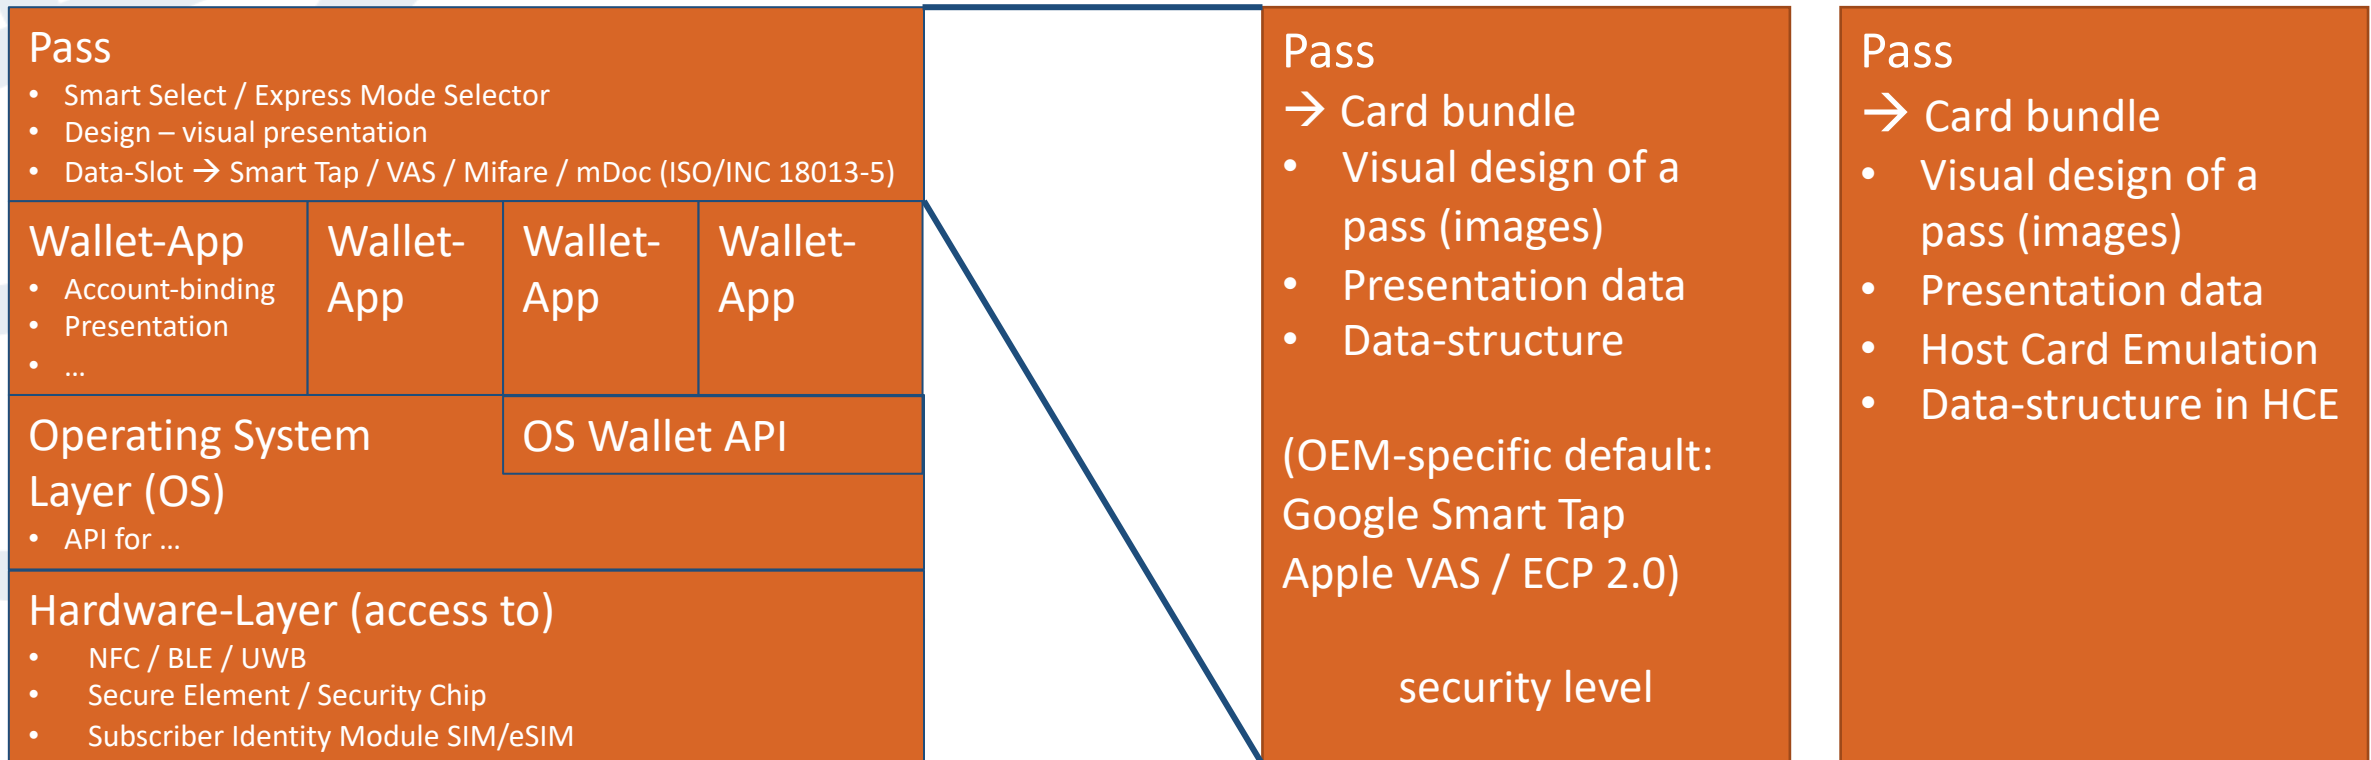 Pass
• Smart Select / Express Mode Selector
• Design – visual presentation
• Data-Slot → Smart Tap / VAS / Mifare / mDoc (ISO/INC 18013-5)
Wallet-App
• Account-binding
• Presentation
• ...
Wallet-
App
Wallet-
App
Wallet-
App
Operating System
Layer (OS)
• API for ...
OS Wallet API
Hardware-Layer (access to)
• NFC / BLE / UWB
• Secure Element / Security Chip
• Subscriber Identity Module SIM/eSIM
Pass
→ Card bundle
• Visual design of a
pass (images)
• Presentation data
• Data-structure
(OEM-specific default:
Google Smart Tap
Apple VAS / ECP 2.0)
security level
Pass
→ Card bundle
• Visual design of a
pass (images)
• Presentation data
• Host Card Emulation
• Data-structure in HCE